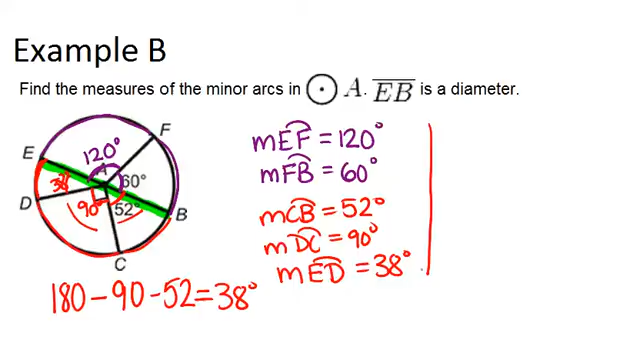 Example B
Find the measures of the minor arcs in ⊙ A. EB is a diameter.
F
E
120°
A
60°
38°
D
90°
52°
B
C
mEF = 120°
mFB = 60°
mCB = 52°
mDC = 90°
mED = 38°.
180 – 90 – 52 = 38°